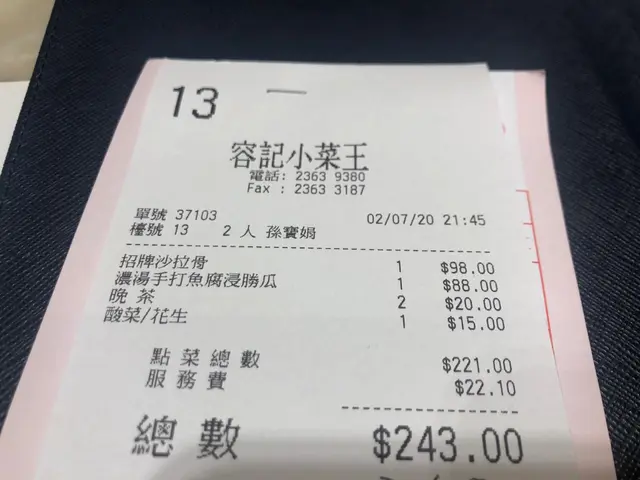 13
容記小菜王
電話: 2363 9380
Fax : 2363 3187
單號 37103 02/07/20 21:45
檯號 13 2 人 孫寶娟
招牌沙拉骨 1 $98.00
濃湯手打魚腐浸勝瓜 1 $88.00
晚 茶 2 $20.00
酸菜/花生 1 $15.00
點 菜 總 數 $221.00
服 務 費 $22.10
總 數 $243.00